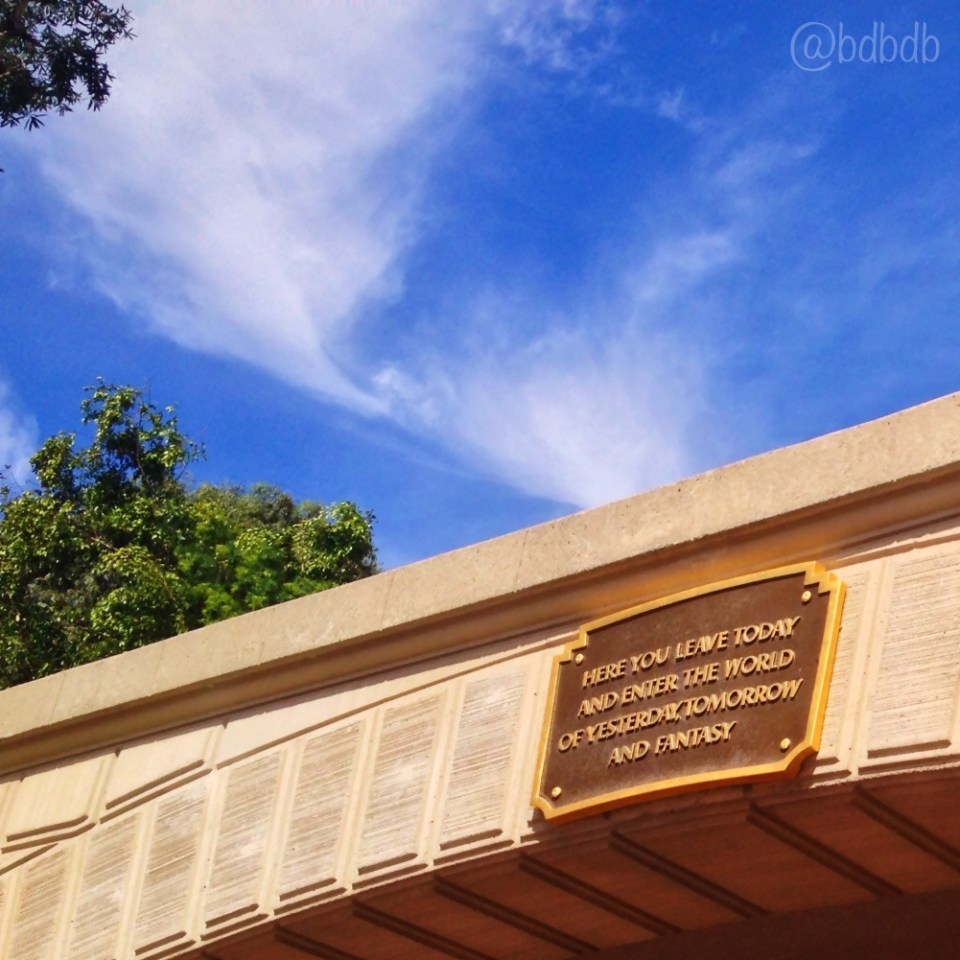 @bdbdb
HERE YOU LEAVE TODAY
AND ENTER THE WORLD
OF YESTERDAY, TOMORROW
AND FANTASY